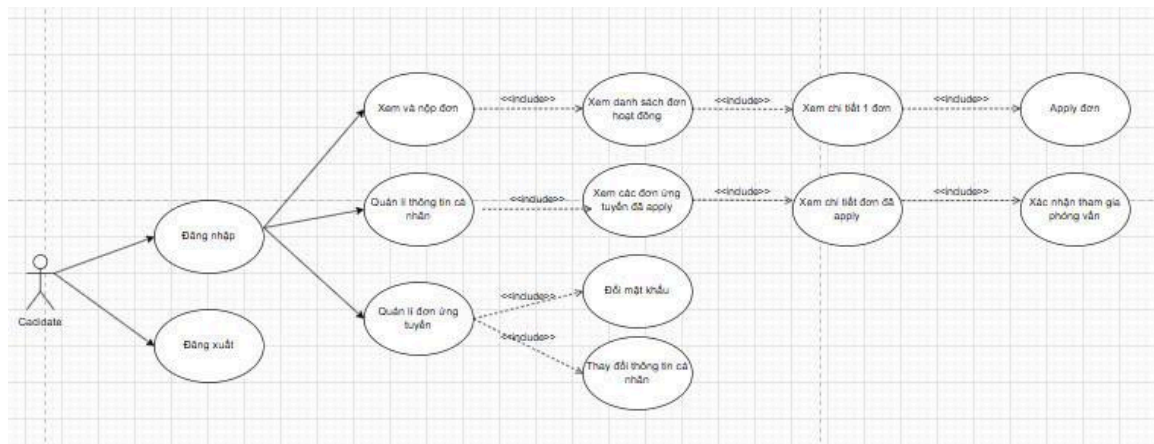 Xem và nộp đơn
<<include>>
Xem danh sách đơn
hoạt động
<<include>>
Xem chi tiết 1 đơn
<<include>>
Apply đơn
Quản lí thông tin cá
nhân
<<include>>
Xem các đơn ứng
tuyển đã apply
<<include>>
Xem chi tiết đơn đã
apply
<<include>>
Xác nhận tham gia
phỏng vấn
Đăng nhập
Cadidate
Đăng xuất
Quản lí đơn ứng
tuyển
<<include>>
Đổi mật khẩu
<<include>>
Thay đổi thông tin cá
nhân